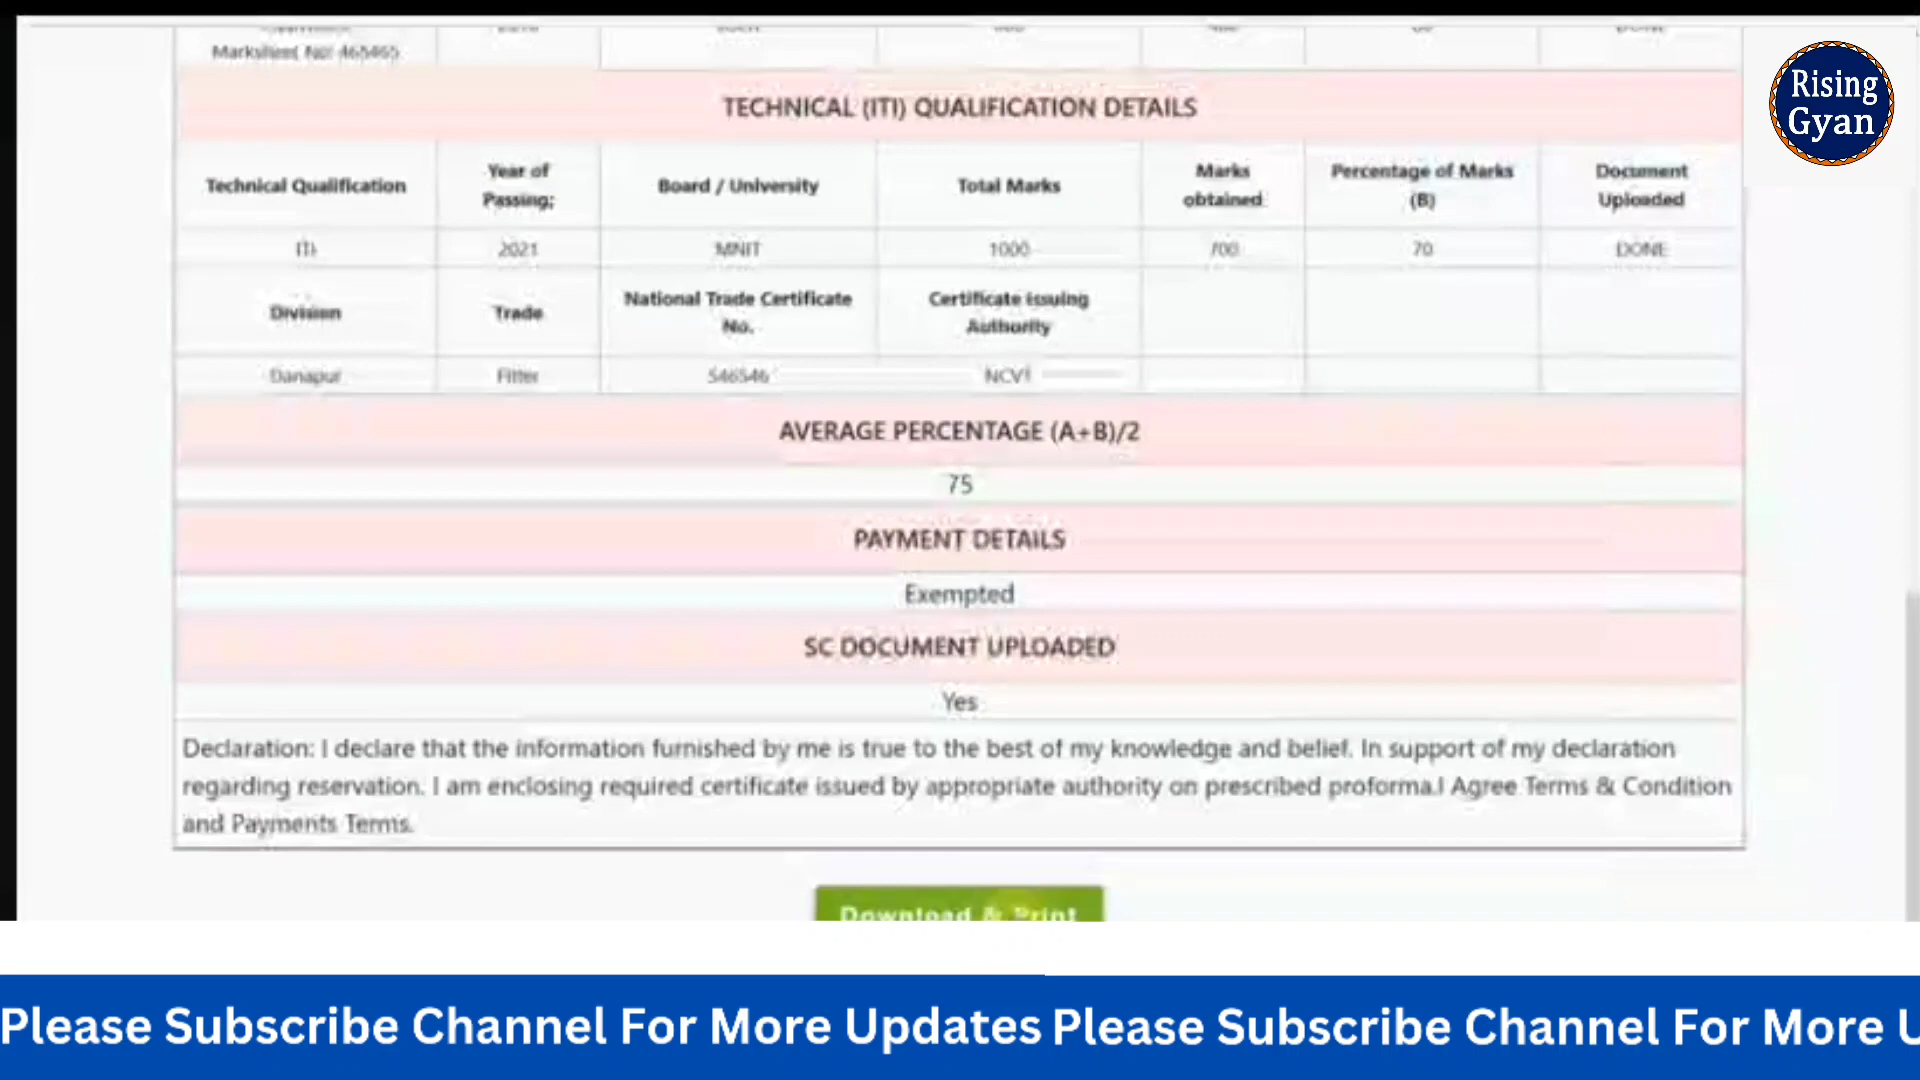 Marksheet No: 465465
TECHNICAL (ITI) QUALIFICATION DETAILS
Technical Qualification
Year of
Passing:
Board / University
Total Marks
Marks
obtained
Percentage of Marks
(B)
Document
Uploaded
ITI 2021 MNIT 1000 700 70 DONE
Division
Trade
National Trade Certificate
No.
Certificate Issuing
Authority
Danapur Fitter 546546 NCVT
AVERAGE PERCENTAGE (A+B)/2
75
PAYMENT DETAILS
Exempted
SC DOCUMENT UPLOADED
Yes
Declaration: I declare that the information furnished by me is true to the best of my knowledge and belief. In support of my declaration
regarding reservation. I am enclosing required certificate issued by appropriate authority on prescribed proforma.I Agree Terms & Condition
and Payments Terms.
Download & Print
Rising
Gyan
Please Subscribe Channel For More Updates Please Subscribe Channel For More U